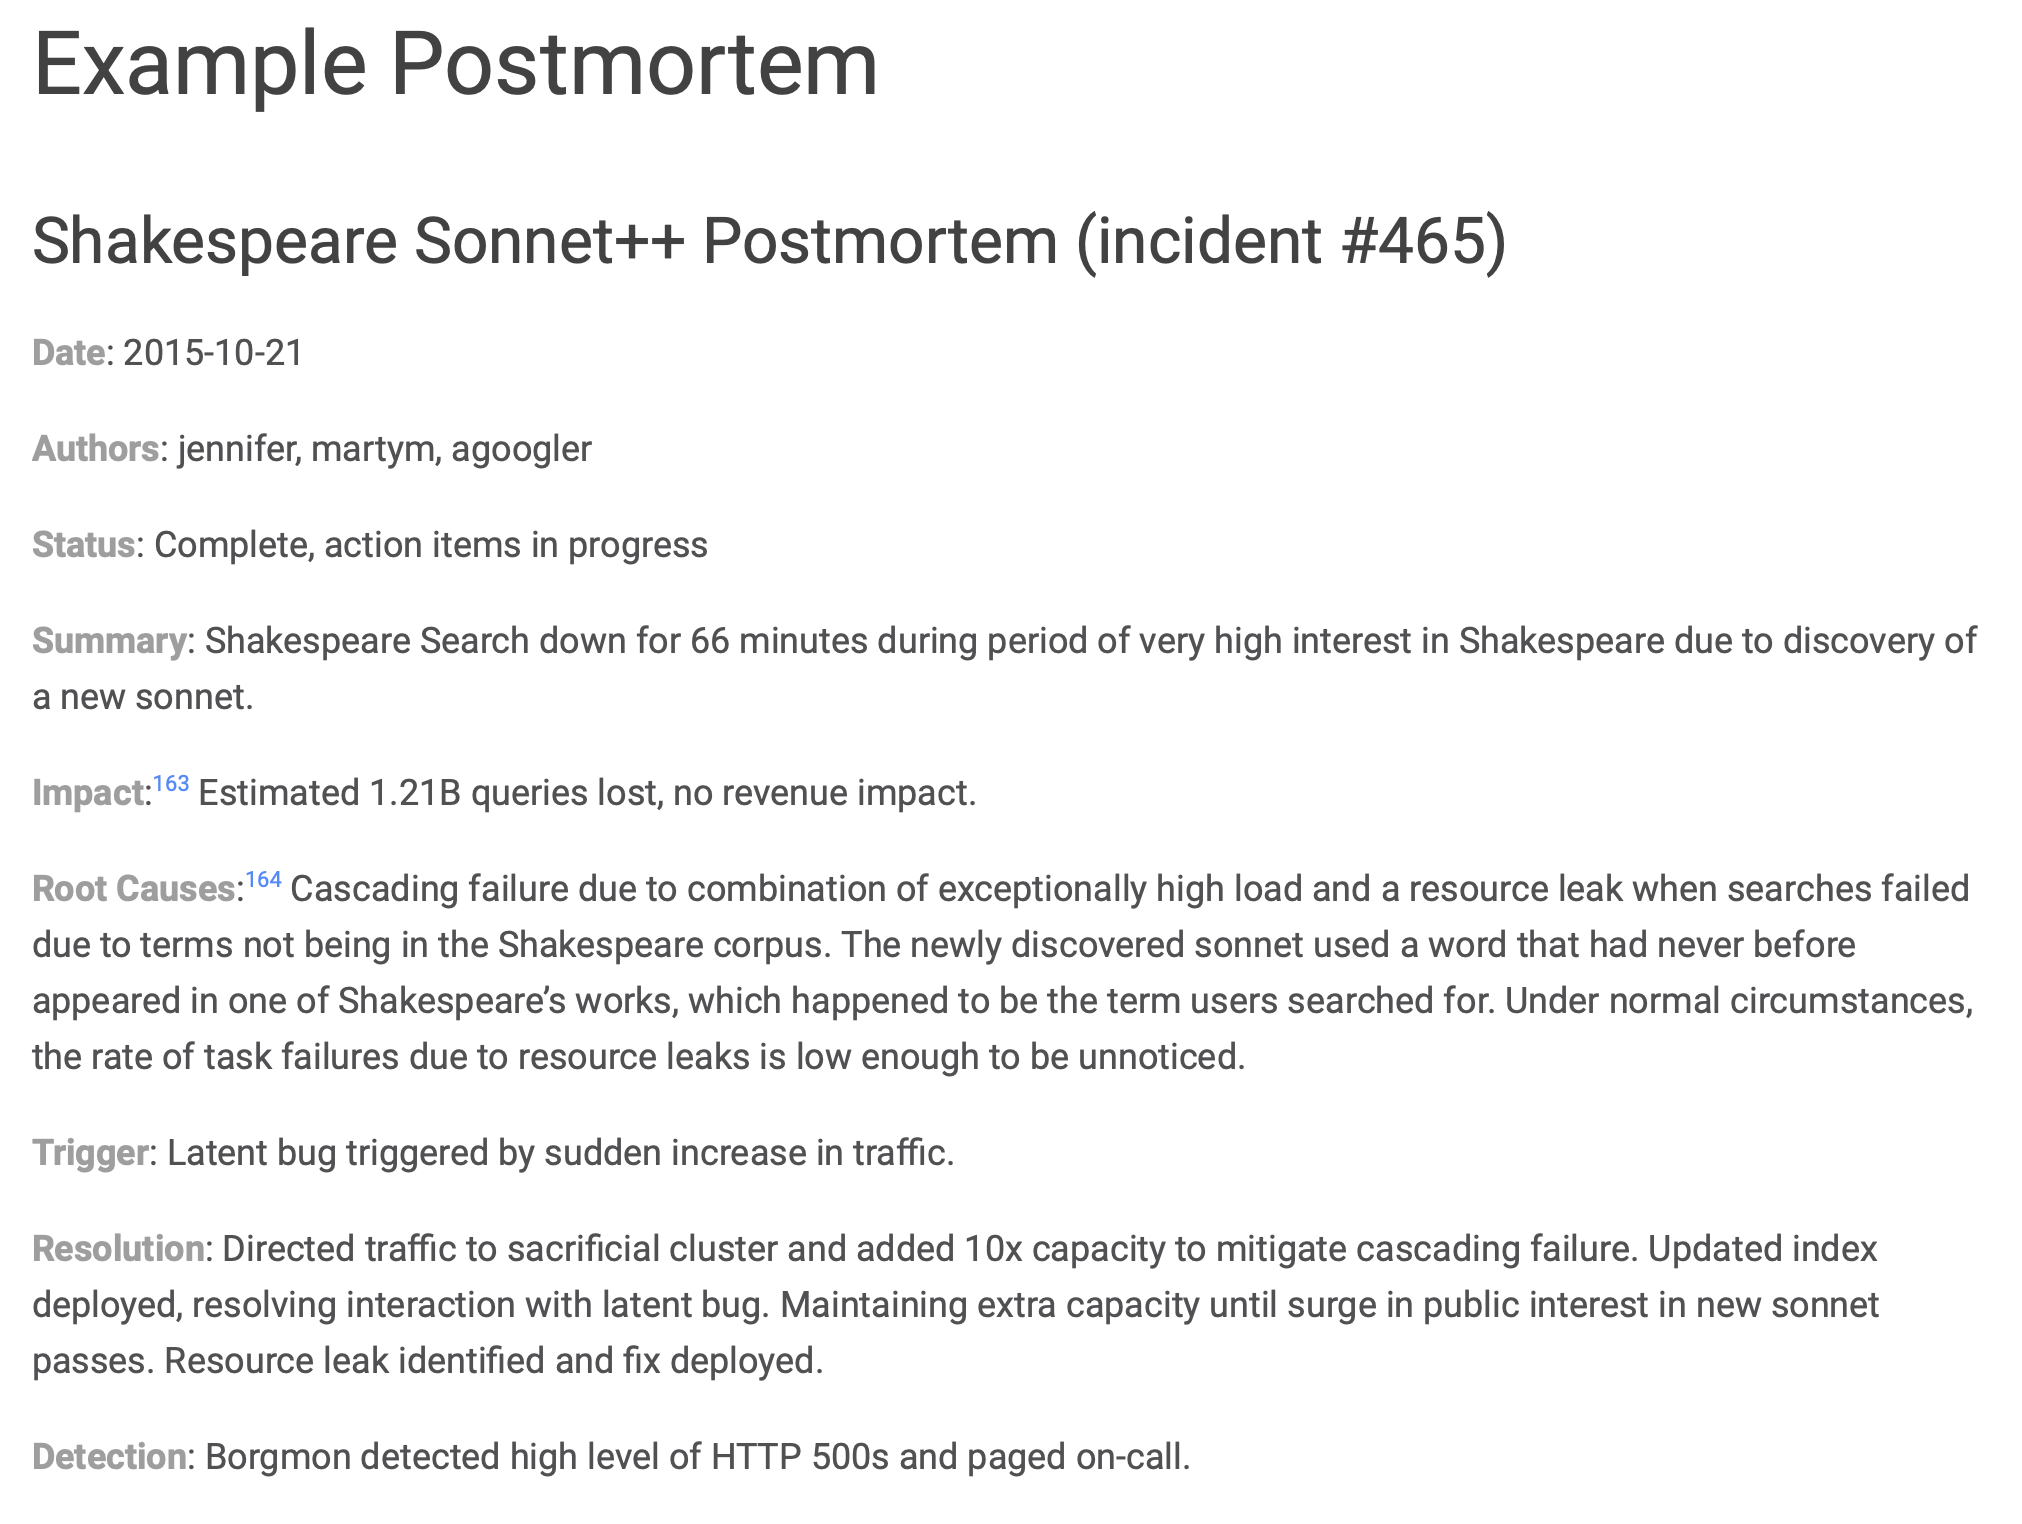 Example Postmortem
Shakespeare Sonnet++ Postmortem (incident #465)
Date: 2015-10-21
Authors: jennifer, martym, agoogler
Status: Complete, action items in progress
Summary: Shakespeare Search down for 66 minutes during period of very high interest in Shakespeare due to discovery of
a new sonnet.
Impact:163 Estimated 1.21B queries lost, no revenue impact.
Root Causes:164 Cascading failure due to combination of exceptionally high load and a resource leak when searches failed
due to terms not being in the Shakespeare corpus. The newly discovered sonnet used a word that had never before
appeared in one of Shakespeare’s works, which happened to be the term users searched for. Under normal circumstances,
the rate of task failures due to resource leaks is low enough to be unnoticed.
Trigger: Latent bug triggered by sudden increase in traffic.
Resolution: Directed traffic to sacrificial cluster and added 10x capacity to mitigate cascading failure. Updated index
deployed, resolving interaction with latent bug. Maintaining extra capacity until surge in public interest in new sonnet
passes. Resource leak identified and fix deployed.
Detection: Borgmon detected high level of HTTP 500s and paged on-call.